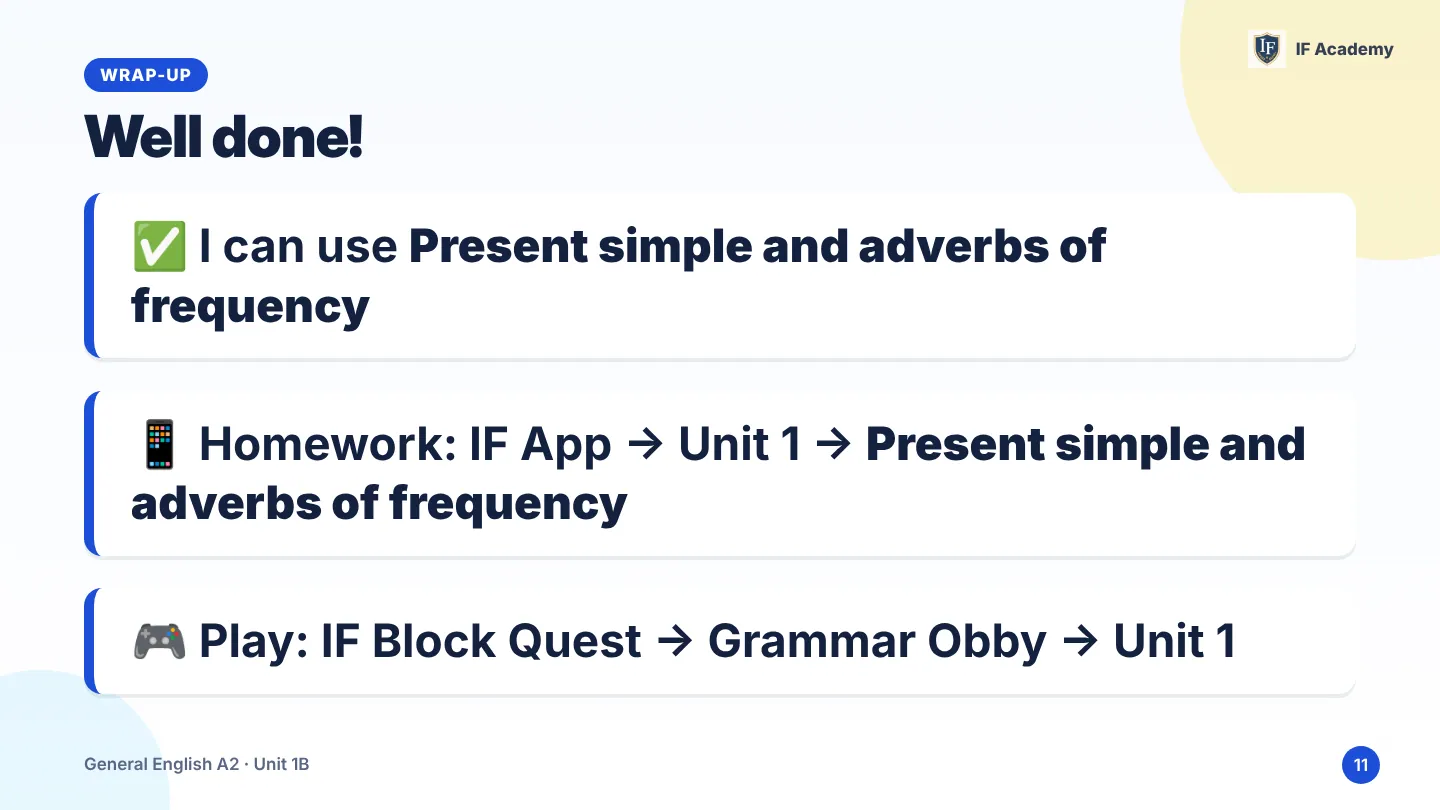 IF Academy
WRAP-UP
Well done!
✅ I can use Present simple and adverbs of
frequency
📱 Homework: IF App → Unit 1 → Present simple and
adverbs of frequency
🎮 Play: IF Block Quest → Grammar Obby → Unit 1
General English A2 · Unit 1B
11